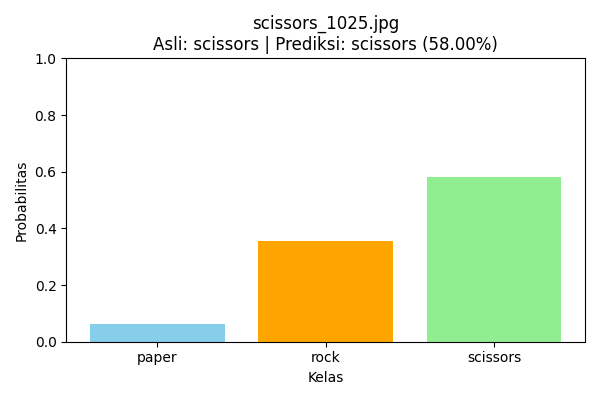 scissors_1025.jpg
Asli: scissors | Prediksi: scissors (58.00%)
1.0
0.8
0.6
0.4
0.2
0.0
Probabilitas
paper rock scissors
Kelas